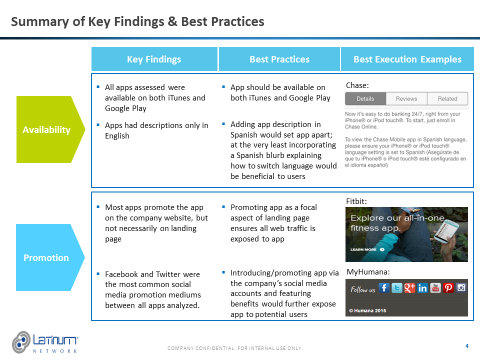 Summary of Key Findings & Best Practices
Key Findings
Best Practices
Best Execution Examples
Availability
All apps assessed were
available on both iTunes and
Google Play
Apps had descriptions only in
English
App should be available on
both iTunes and Google Play
Adding app description in
Spanish would set app apart;
at the very least incorporating
a Spanish blurb explaining
how to switch language would
be beneficial to users
Chase:
Details
Reviews
Related
Now it's easy to do banking 24/7, right from your
iPhone® or iPod touch®. To start, just enroll in
Chase Online.
To view the Chase Mobile app in Spanish language,
please ensure your iPhone® or iPod touch®
language setting is set to Spanish (Asegúrate de
que tu iPhone® o iPod touch® esté configurado en
el idioma español)
Promotion
Most apps promote the app
on the company website, but
not necessarily on landing
page
Facebook and Twitter were
the most common social
media promotion mediums
between all apps analyzed.
Promoting app as a focal
aspect of landing page
ensures all web traffic is
exposed to app
Introducing/promoting app via
the company's social media
accounts and featuring
benefits would further expose
app to potential users
Fitbit:
Explore our all-in-one
fitness app.
LEARN MORE
MyHumana:
Follow us
© Humana 2015
Latinum
NETWORK
COMPANY CONFIDENTIAL. FOR INTERNAL USE ONLY.
4